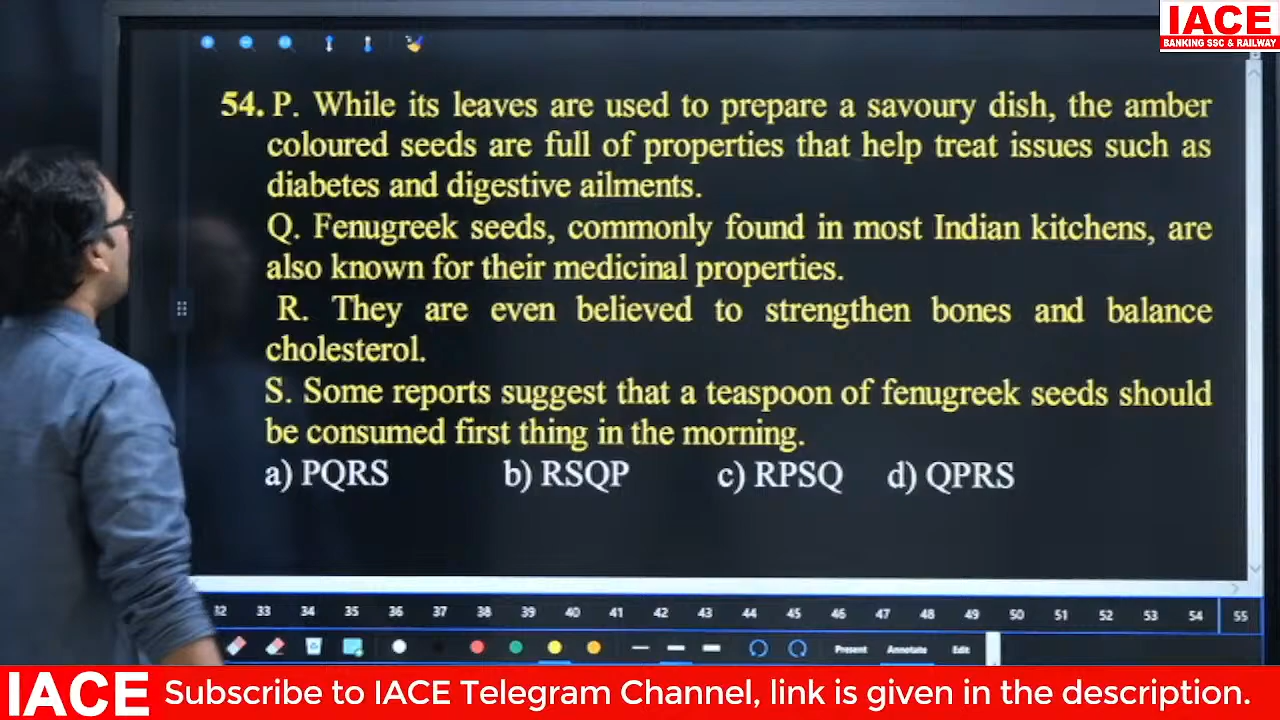 IACE
BANKING SSC & RAILWAY
54. P. While its leaves are used to prepare a savoury dish, the amber
coloured seeds are full of properties that help treat issues such as
diabetes and digestive ailments.
Q. Fenugreek seeds, commonly found in most Indian kitchens, are
also known for their medicinal properties.
R. They are even believed to strengthen bones and balance
cholesterol.
S. Some reports suggest that a teaspoon of fenugreek seeds should
be consumed first thing in the morning.
a) PQRS b) RSQP c) RPSQ d) QPRS
32 33 34 35 36 37 38 39 40 41 42 43 44 45 46 47 48 49 50 51 52 53 54 55
Present Annotate Edit
IACE Subscribe to IACE Telegram Channel, link is given in the description.